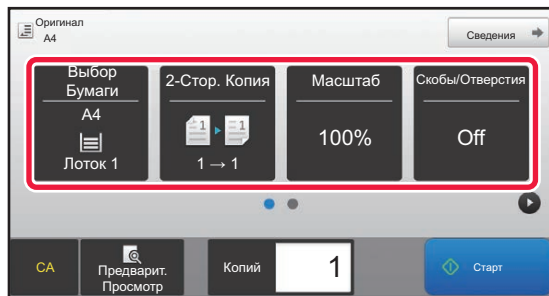 Оригинал
A4
Сведения
Выбор
Бумаги
A4
Лоток 1
2-Стор. Копия
1 1
1 → 1
Масштаб
100%
Скобы/Отверстия
Off
CA
Предварит.
Просмотр
Копий
1
Старт